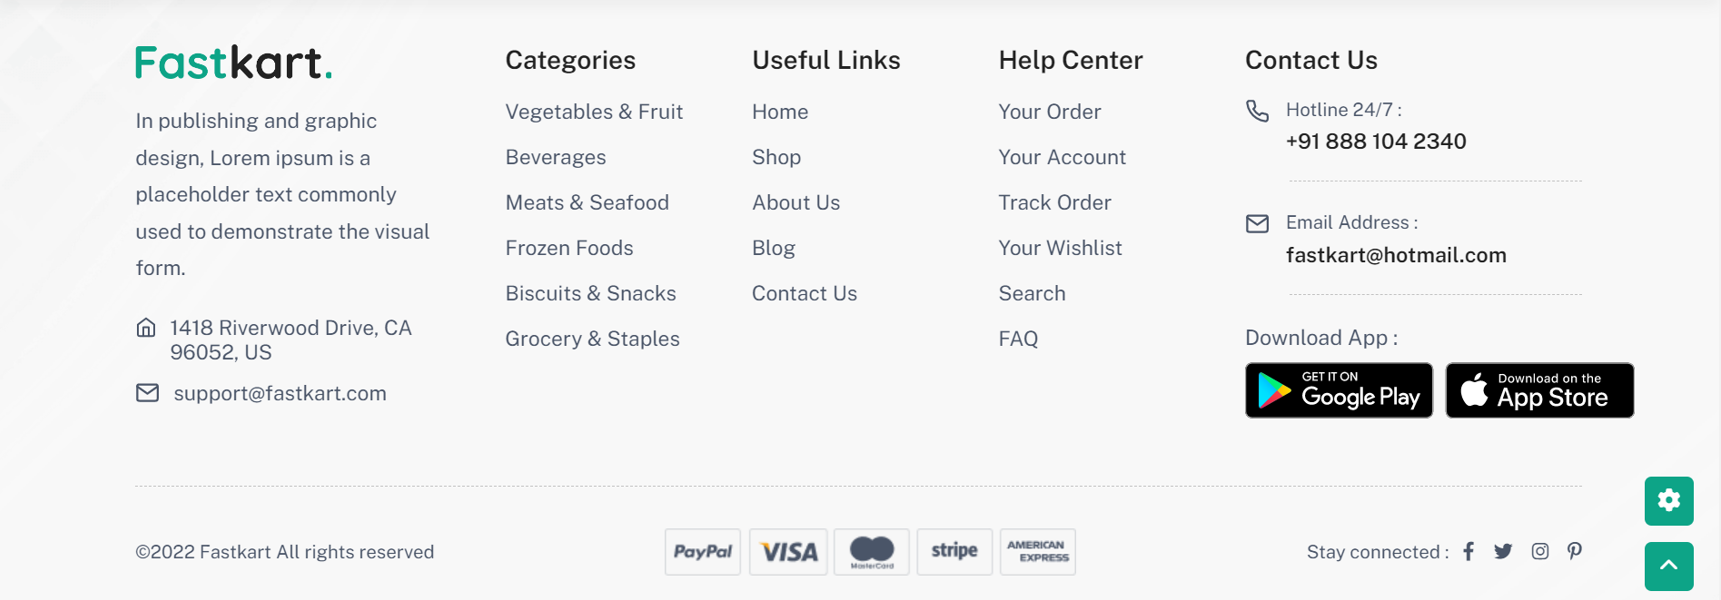 Fastkart.
In publishing and graphic
design, Lorem ipsum is a
placeholder text commonly
used to demonstrate the visual
form.
1418 Riverwood Drive, CA
96052, US
support@fastkart.com
Categories
Vegetables & Fruit
Beverages
Meats & Seafood
Frozen Foods
Biscuits & Snacks
Grocery & Staples
Useful Links
Home
Shop
About Us
Blog
Contact Us
Help Center
Your Order
Your Account
Track Order
Your Wishlist
Search
FAQ
Contact Us
Hotline 24/7 :
+91 888 104 2340
Email Address :
fastkart@hotmail.com
Download App :
GET IT ON
Google Play
Download on the
App Store
©2022 Fastkart All rights reserved
PayPal
VISA
MasterCard
stripe
AMERICAN
EXPRESS
Stay connected :